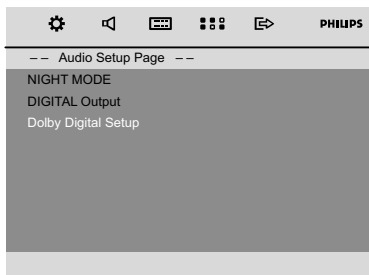 PHILIPS
– – Audio Setup Page – –
NIGHT MODE
DIGITAL Output
Dolby Digital Setup